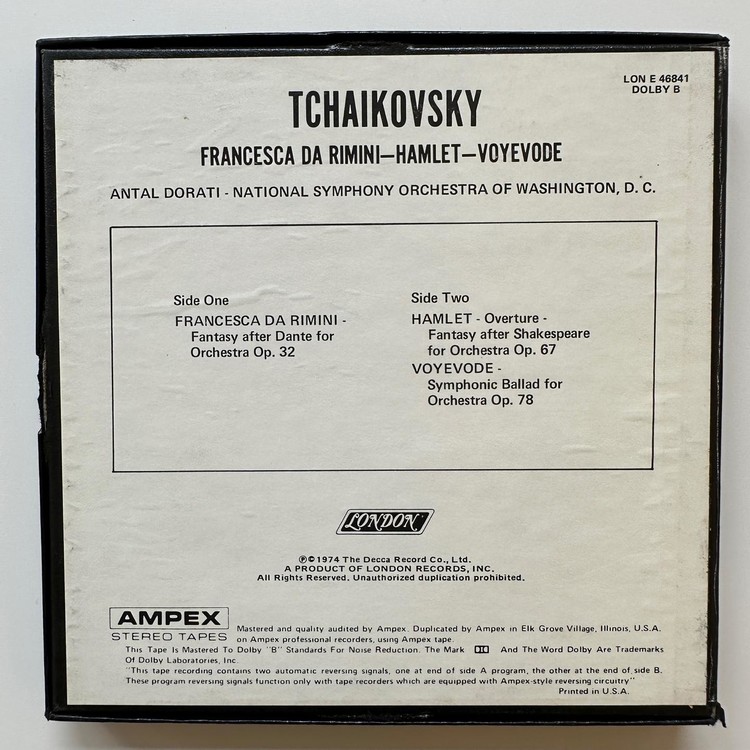 LON E 46841
DOLBY B
TCHAIKOVSKY
FRANCESCA DA RIMINI—HAMLET—VOYEVODE
ANTAL DORATI - NATIONAL SYMPHONY ORCHESTRA OF WASHINGTON, D. C.
Side One
FRANCESCA DA RIMINI -
Fantasy after Dante for
Orchestra Op. 32
Side Two
HAMLET - Overture -
Fantasy after Shakespeare
for Orchestra Op. 67
VOYEVODE -
Symphonic Ballad for
Orchestra Op. 78
LONDON
℗©1974 The Decca Record Co., Ltd.
A PRODUCT OF LONDON RECORDS, INC.
All Rights Reserved. Unauthorized duplication prohibited.
AMPEX
STEREO TAPES
Mastered and quality audited by Ampex. Duplicated by Ampex in Elk Grove Village, Illinois, U.S.A.
on Ampex professional recorders, using Ampex tape.
This Tape Is Mastered To Dolby "B" Standards For Noise Reduction. The Mark And The Word Dolby Are Trademarks
Of Dolby Laboratories, Inc.
"This tape recording contains two automatic reversing signals, one at end of side A program, the other at the end of side B.
These program reversing signals function only with tape recorders which are equipped with Ampex-style reversing circuitry"
Printed in U.S.A.